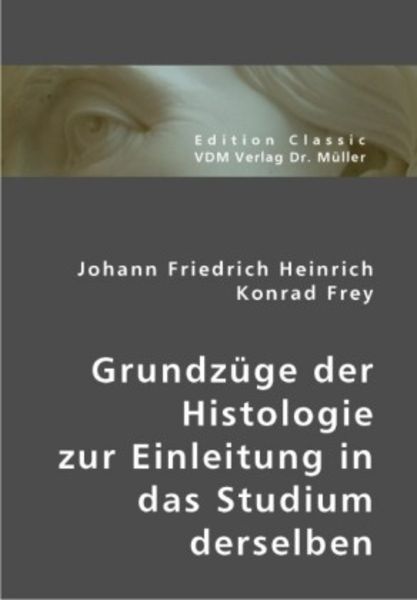 Edition Classic
VDM Verlag Dr. Müller
Johann Friedrich Heinrich
Konrad Frey
Grundzüge der
Histologie
zur Einleitung in
das Studium
derselben